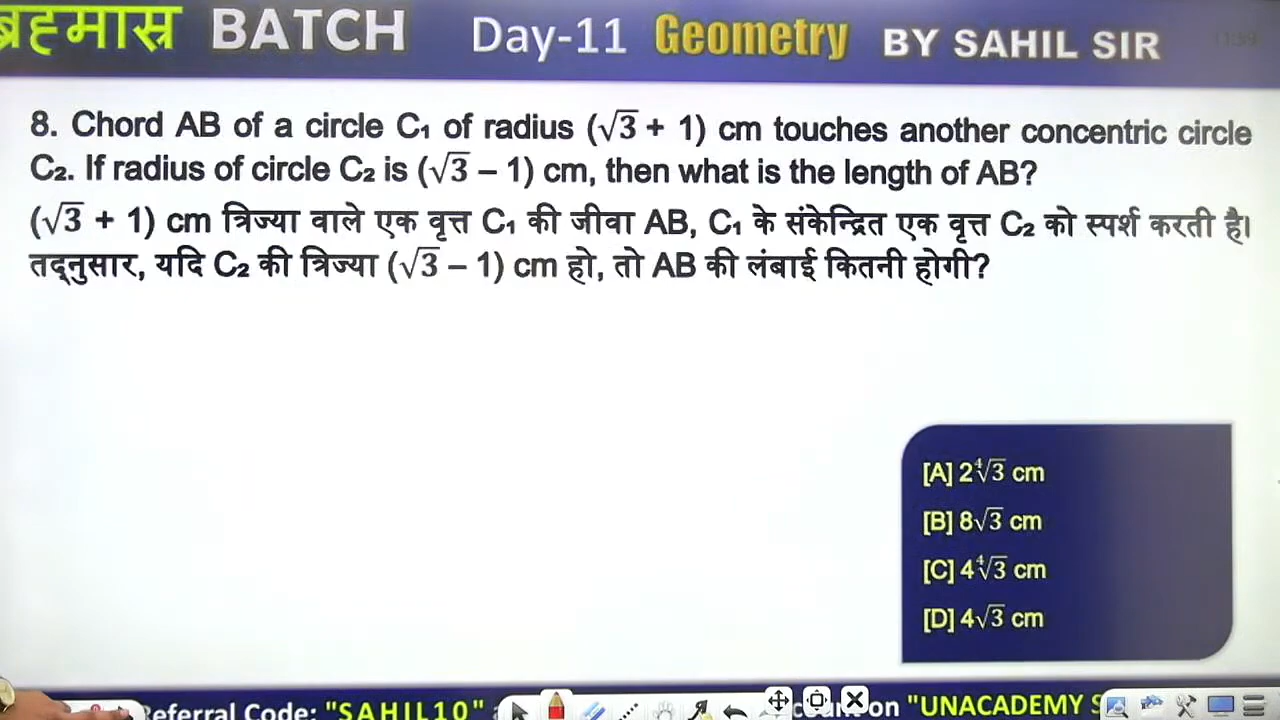 ब्रह्मास्र BATCH Day-11 Geometry BY SAHIL SIR
8. Chord AB of a circle C₁ of radius (√3 + 1) cm touches another concentric circle
C₂. If radius of circle C₂ is (√3 – 1) cm, then what is the length of AB?
(√3 + 1) cm त्रिज्या वाले एक वृत्त C₁ की जीवा AB, C₁ के संकेन्द्रित एक वृत्त C₂ को स्पर्श करती है।
तद्नुसार, यदि C₂ की त्रिज्या (√3 – 1) cm हो, तो AB की लंबाई कितनी होगी?
[A] 2∜3 cm
[B] 8√3 cm
[C] 4∜3 cm
[D] 4√3 cm
eferral Code: "SAHIL10" on "UNACADEMY S